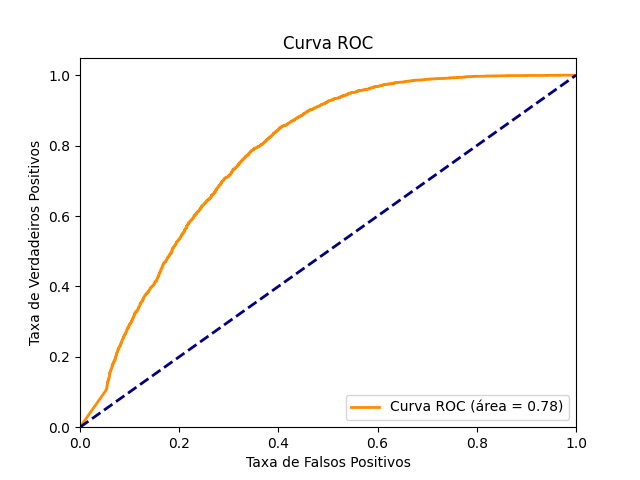 Curva ROC
Taxa de Verdadeiros Positivos
1.0
0.8
0.6
0.4
0.2
0.0
0.0 0.2 0.4 0.6 0.8 1.0
Taxa de Falsos Positivos
Curva ROC (área = 0.78)